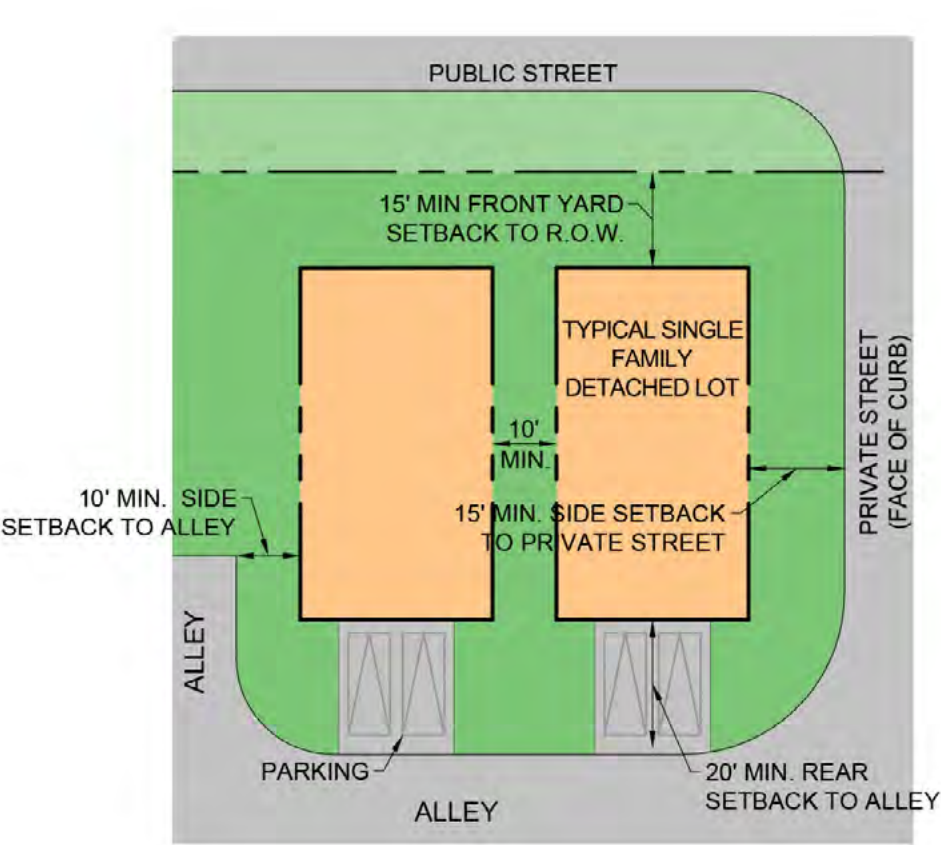 PUBLIC STREET
15' MIN FRONT YARD
SETBACK TO R.O.W.
TYPICAL SINGLE
FAMILY
DETACHED LOT
PRIVATE STREET
(FACE OF CURB)
10'
MIN.
10' MIN. SIDE
SETBACK TO ALLEY
15' MIN. SIDE SETBACK
TO PRIVATE STREET
ALLEY
PARKING
20' MIN. REAR
SETBACK TO ALLEY
ALLEY